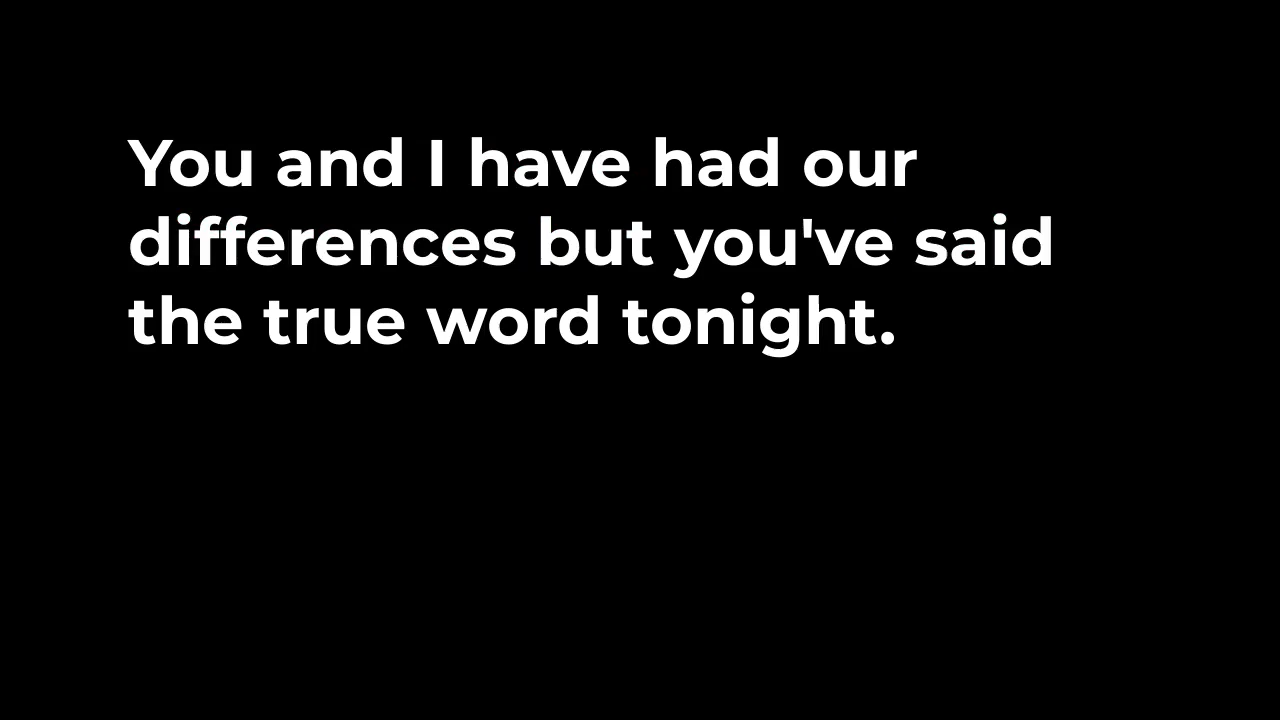 You and I have had our
differences but you've said
the true word tonight.